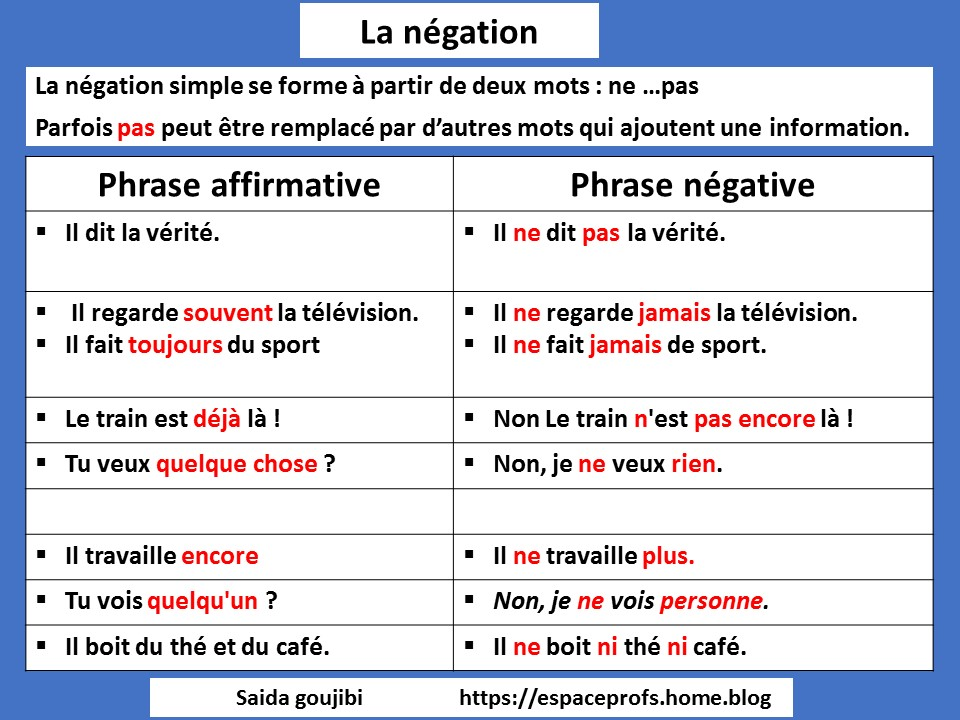 La négation
La négation simple se forme à partir de deux mots : ne ...pas
Parfois pas peut être remplacé par d’autres mots qui ajoutent une information.
Phrase affirmative
Phrase négative
▪ Il dit la vérité.
▪ Il ne dit pas la vérité.
▪ Il regarde souvent la télévision.
▪ Il fait toujours du sport
▪ Il ne regarde jamais la télévision.
▪ Il ne fait jamais de sport.
▪ Le train est déjà là !
▪ Non Le train n'est pas encore là !
▪ Tu veux quelque chose ?
▪ Non, je ne veux rien.
▪ Il travaille encore
▪ Il ne travaille plus.
▪ Tu vois quelqu'un ?
▪ Non, je ne vois personne.
▪ Il boit du thé et du café.
▪ Il ne boit ni thé ni café.
Saida goujibi https://espaceprofs.home.blog